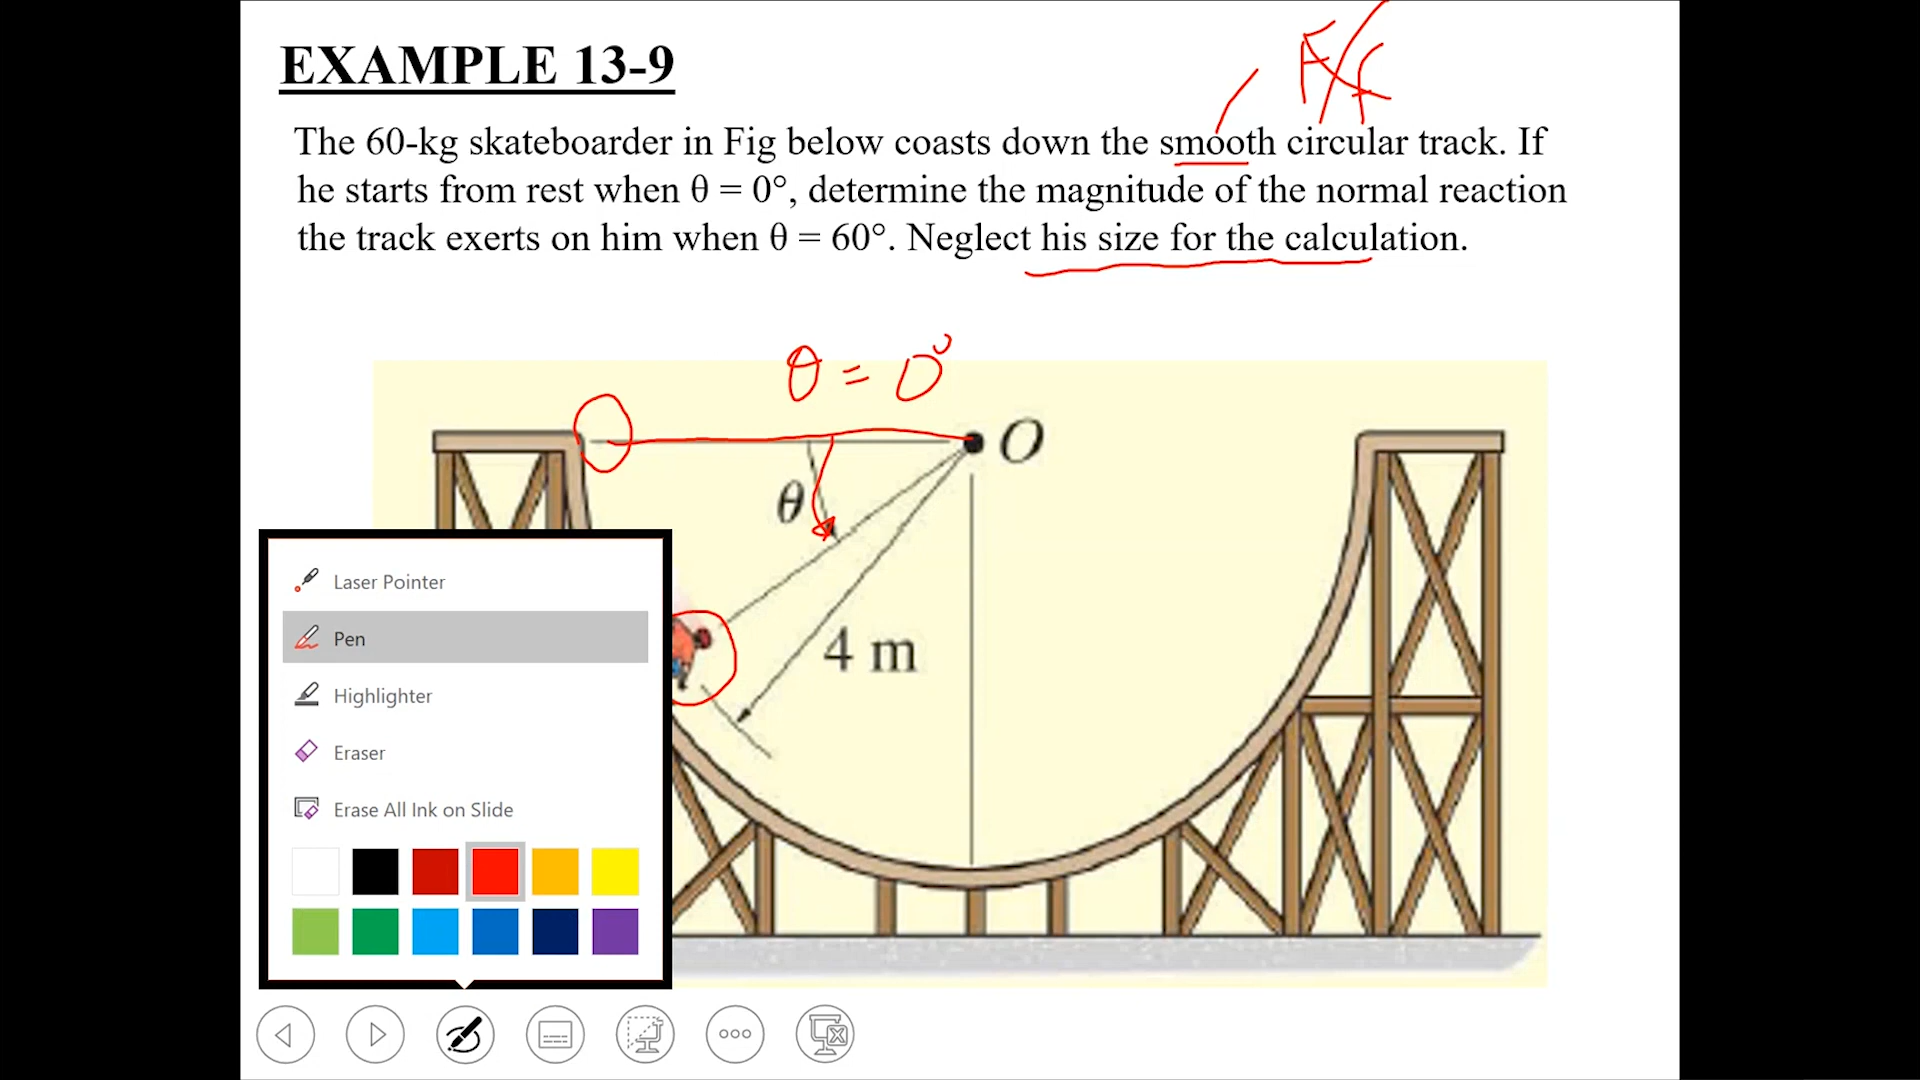 EXAMPLE 13-9
The 60-kg skateboarder in Fig below coasts down the smooth circular track. If
he starts from rest when θ = 0°, determine the magnitude of the normal reaction
the track exerts on him when θ = 60°. Neglect his size for the calculation.
θ = 0°
O
θ
4 m
Laser Pointer
Pen
Highlighter
Eraser
Erase All Ink on Slide